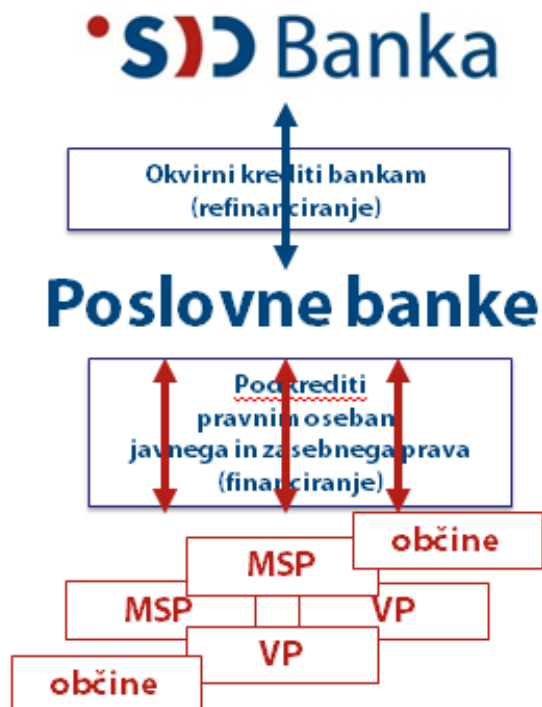 SID Banka
Okvirni krediti bankam
(refinanciranje)
Poslovne banke
Podkrediti
pravnim osebam
javnega in zasebnega prava
(financiranje)
občine
MSP
MSP
VP
VP
občine